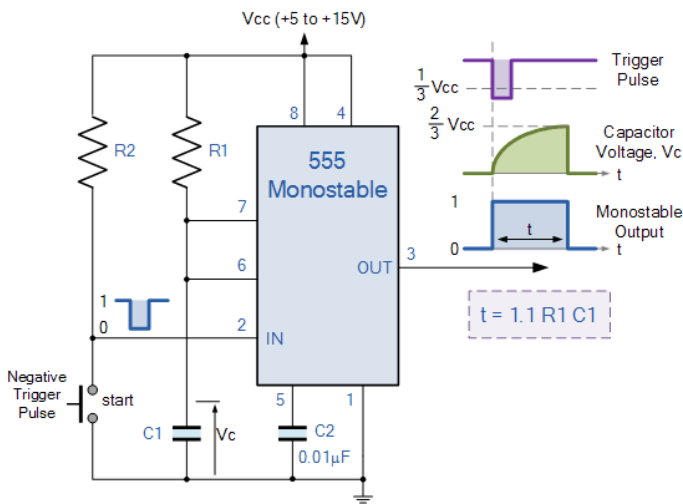 Vcc (+5 to +15V)
8
4
R2
R1
555
Monostable
7
6
2
IN
OUT
3
5
1
1
0
Negative
Trigger
Pulse
start
C1
Vc
C2
0.01µF
Trigger
Pulse
1/3 Vcc
2/3 Vcc
Capacitor
Voltage, Vc
t
1
0
t
Monostable
Output
t
t = 1.1 R1 C1